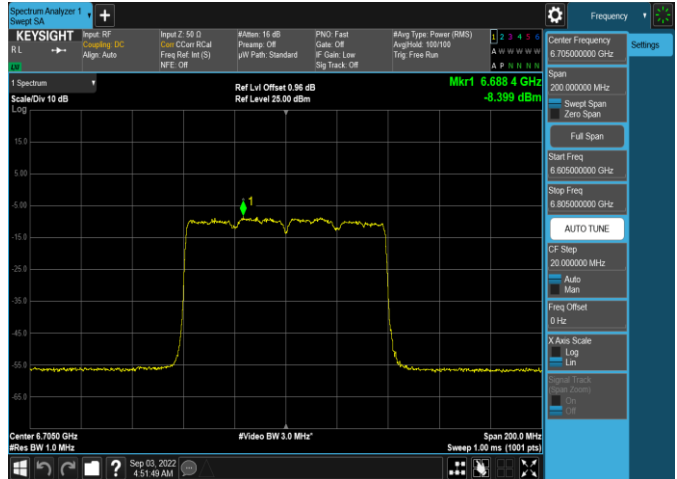 Spectrum Analyzer 1
Swept SA
+
Frequency
KEYSIGHT
RL
AM
Input: RF
Coupling: DC
Align: Auto
Input Z: 50 Ω
Corr CCorr RCal
Freq Ref: Int (S)
NFE: Off
#Atten: 16 dB
Preamp: Off
µW Path: Standard
PNO: Fast
Gate: Off
IF Gain: Low
Sig Track: Off
#Avg Type: Power (RMS)
Avg|Hold: 100/100
Trig: Free Run
1 2 3 4 5 6
A W W W W W
A P N N N N
1 Spectrum
Scale/Div 10 dB
Log
Ref Lvl Offset 0.96 dB
Ref Level 25.00 dBm
Mkr1 6.688 4 GHz
-8.399 dBm
15.0
5.00
-5.00
-15.0
-25.0
-35.0
-45.0
-55.0
-65.0
1
Center 6.7050 GHz
#Res BW 1.0 MHz
#Video BW 3.0 MHz*
Span 200.0 MHz
Sweep 1.00 ms (1001 pts)
?
Sep 03, 2022
4:51:49 AM
Center Frequency
6.705000000 GHz
Settings
Span
200.000000 MHz
Swept Span
Zero Span
Full Span
Start Freq
6.605000000 GHz
Stop Freq
6.805000000 GHz
AUTO TUNE
CF Step
20.000000 MHz
Auto
Man
Freq Offset
0 Hz
X Axis Scale
Log
Lin
Signal Track
(Span Zoom)
On
Off